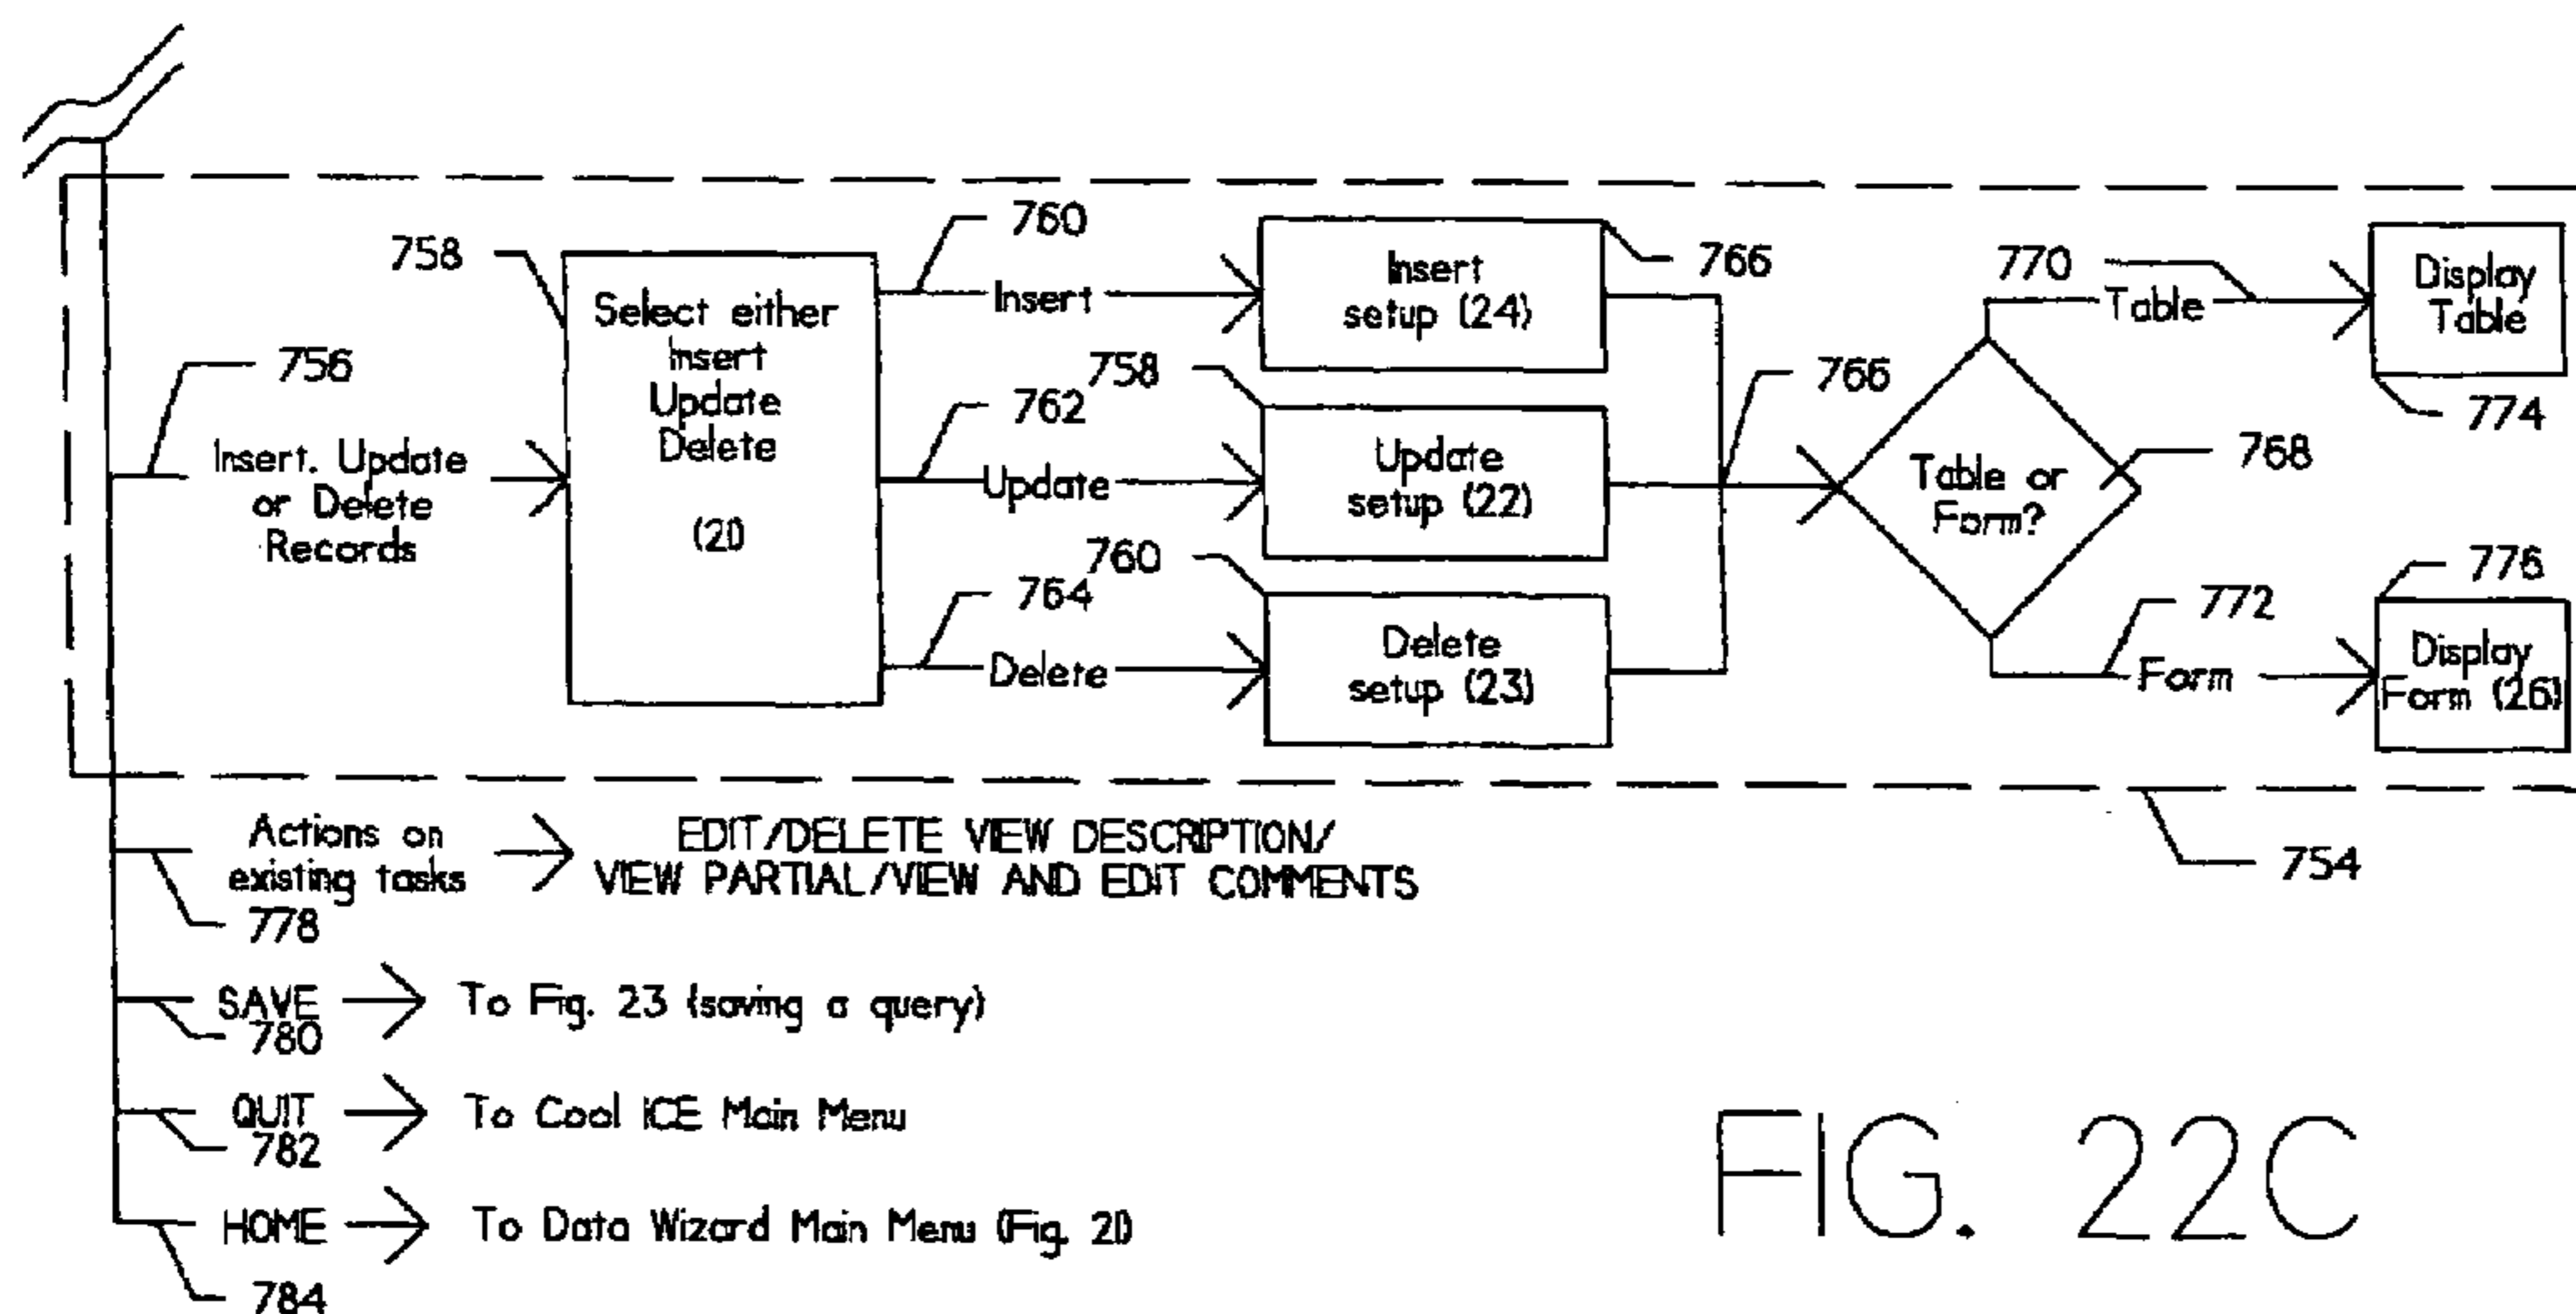 760
758
Select either
Insert
Update
Delete
(21)
Insert
Insert
setup (24)
766
770
Table
Display
Table
774
756
Insert. Update
or Delete
Records
762
Update
758
Update
setup (22)
766
Table or
Form?
768
764
Delete
760
Delete
setup (23)
772
Form
776
Display
Form (26)
754
Actions on
existing tasks
EDIT/DELETE VIEW DESCRIPTION/
VIEW PARTIAL/VIEW AND EDIT COMMENTS
778
SAVE
To Fig. 23 (saving a query)
780
QUIT
To Cool ICE Main Menu
782
HOME
To Data Wizard Main Menu (Fig. 21)
784
FIG. 22C